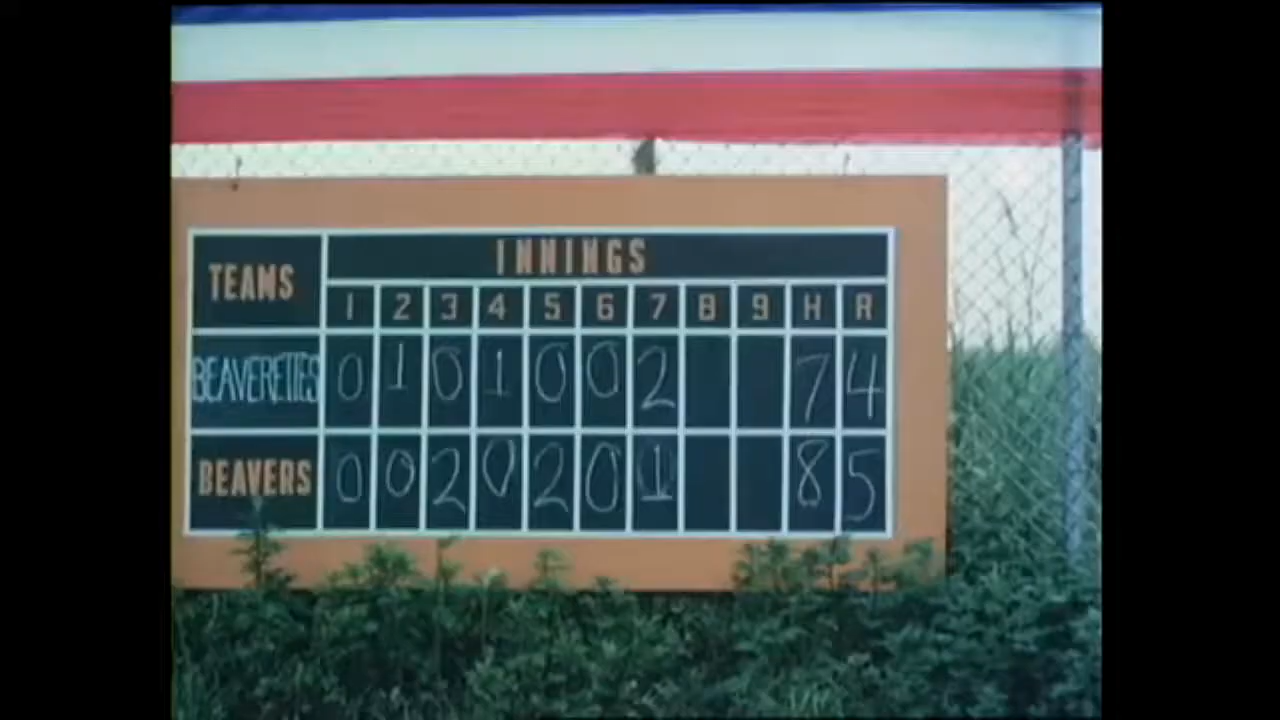 TEAMS INNINGS
1 2 3 4 5 6 7 8 9 H R
BEAVERETTES 0 1 0 1 0 0 2 7 4
BEAVERS 0 0 2 0 2 0 1 8 5